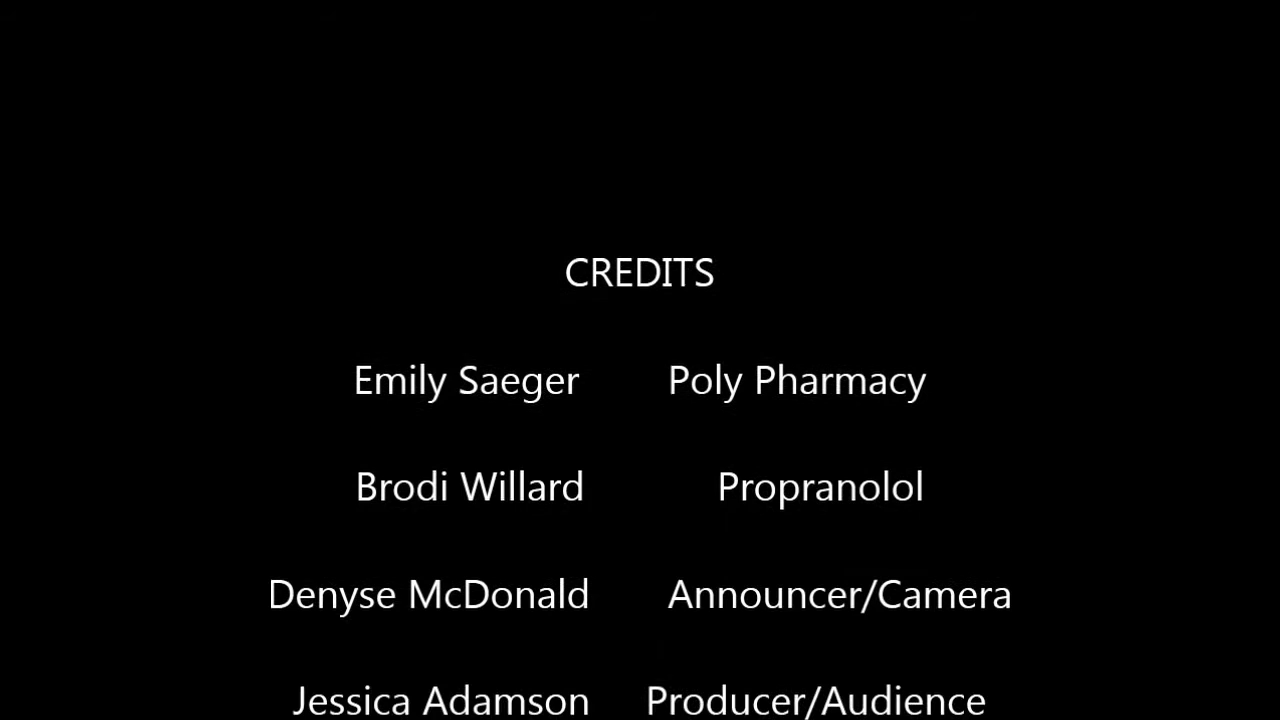 CREDITS
Emily Saeger Poly Pharmacy
Brodi Willard Propranolol
Denyse McDonald Announcer/Camera
Jessica Adamson Producer/Audience